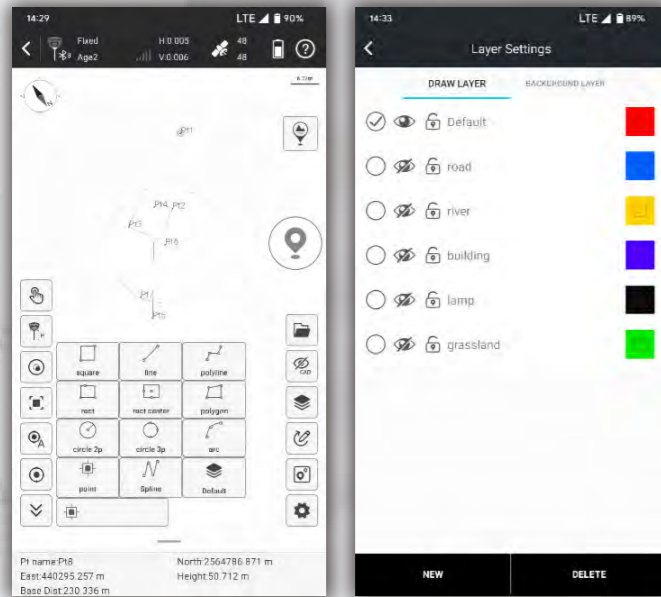 14:29
LTE 90%
Fixed
H:0.005
48
Age2
V:0.006
48
Pt1
Pt4
Pt2
Pt3
Pt6
Pt5
CAD
square
line
polyline
rect
rect center
polygon
circle 2p
circle 3p
arc
point
Spline
Default
Pt name:Pt8
North:2564786.871 m
East:440295.257 m
Height:50.712 m
Base Dist:230.336 m
14:33
LTE 89%
Layer Settings
DRAW LAYER
BACKGROUND LAYER
Default
road
river
building
lamp
grassland
NEW
DELETE